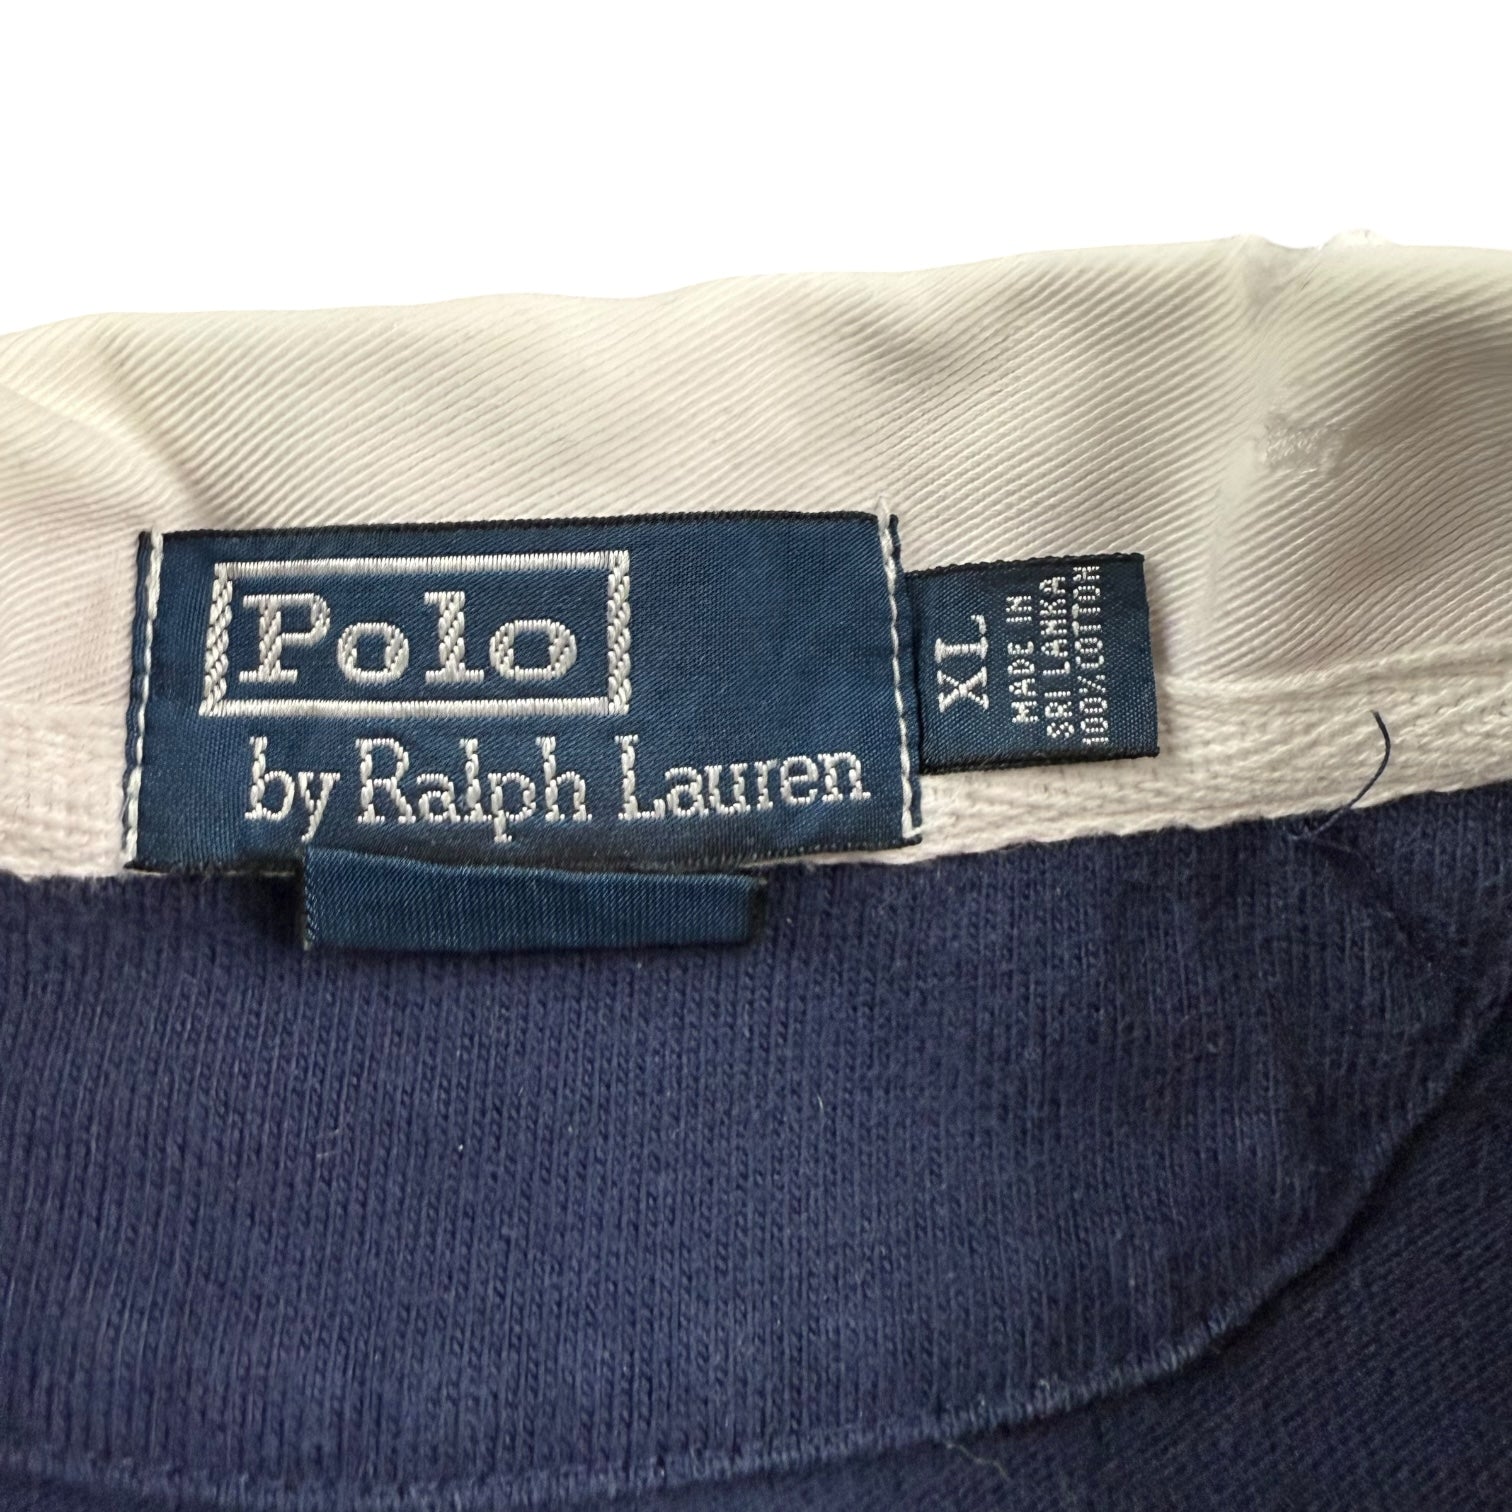 Polo
by Ralph Lauren
XL
MADE IN
SRI LANKA
100% COTTON